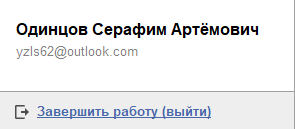 Одинцов Серафим Артёмович
yzls62@outlook.com
Завершить работу (выйти)